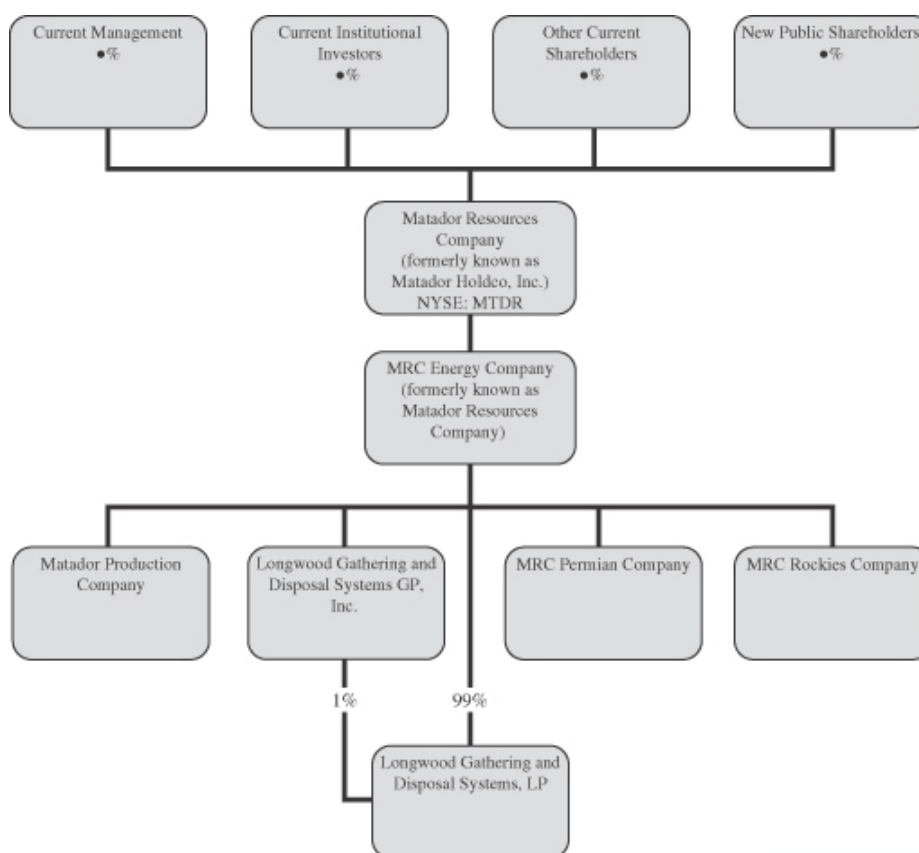 Current Management
●%
Current Institutional
Investors
●%
Other Current
Shareholders
●%
New Public Shareholders
●%
Matador Resources
Company
(formerly known as
Matador Holdco, Inc.)
NYSE: MTDR
MRC Energy Company
(formerly known as
Matador Resources
Company)
Matador Production
Company
Longwood Gathering and
Disposal Systems GP,
Inc.
MRC Permian Company
MRC Rockies Company
1%
99%
Longwood Gathering and
Disposal Systems, LP